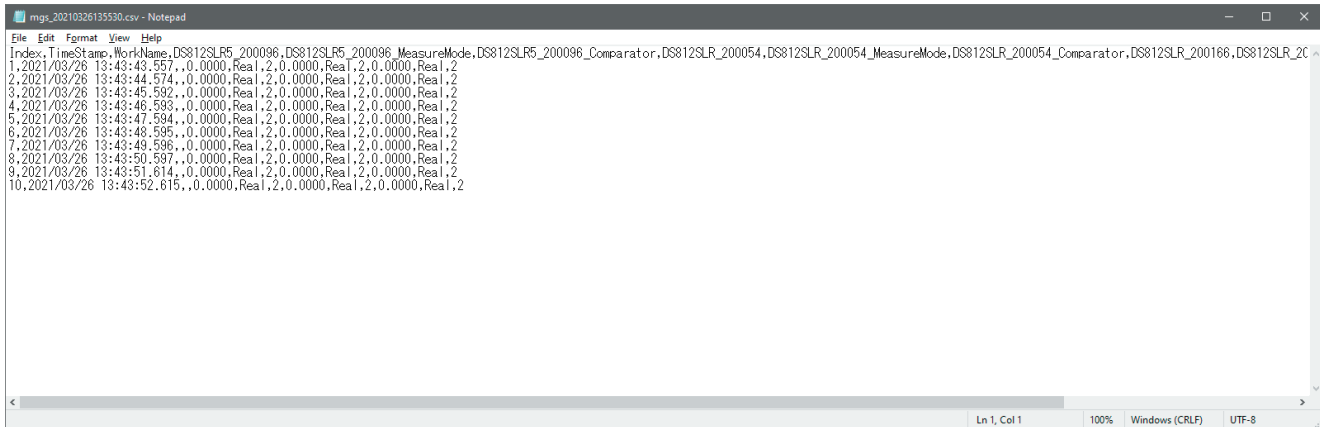 mgs_20210326135530.csv - Notepad
File Edit Format View Help
Index,TimeStamp,WorkName,DS812SLR5_200096,DS812SLR5_200096_MeasureMode,DS812SLR5_200096_Comparator,DS812SLR_200054,DS812SLR_200054_MeasureMode,DS812SLR_200054_Comparator,DS812SLR_200166,DS812SLR_20
1,2021/03/26 13:43:43.557,,0.0000,Real,2,0.0000,Real,2,0.0000,Real,2
2,2021/03/26 13:43:44.574,,0.0000,Real,2,0.0000,Real,2,0.0000,Real,2
3,2021/03/26 13:43:45.592,,0.0000,Real,2,0.0000,Real,2,0.0000,Real,2
4,2021/03/26 13:43:46.593,,0.0000,Real,2,0.0000,Real,2,0.0000,Real,2
5,2021/03/26 13:43:47.594,,0.0000,Real,2,0.0000,Real,2,0.0000,Real,2
6,2021/03/26 13:43:48.595,,0.0000,Real,2,0.0000,Real,2,0.0000,Real,2
7,2021/03/26 13:43:49.596,,0.0000,Real,2,0.0000,Real,2,0.0000,Real,2
8,2021/03/26 13:43:50.597,,0.0000,Real,2,0.0000,Real,2,0.0000,Real,2
9,2021/03/26 13:43:51.614,,0.0000,Real,2,0.0000,Real,2,0.0000,Real,2
10,2021/03/26 13:43:52.615,,0.0000,Real,2,0.0000,Real,2,0.0000,Real,2
Ln 1, Col 1 100% Windows (CRLF) UTF-8